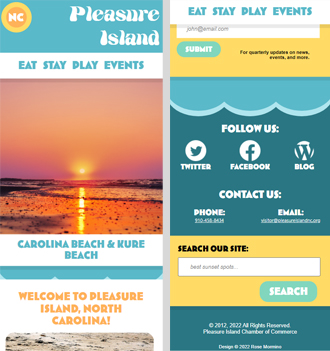 NC
Pleasure
Island
EAT STAY PLAY EVENTS
CAROLINA BEACH & KURE
BEACH
WELCOME TO PLEASURE
ISLAND, NORTH
CAROLINA!
EAT STAY PLAY EVENTS
john@email.com
SUBMIT
For quarterly updates on news,
events, and more.
FOLLOW US:
TWITTER
FACEBOOK
BLOG
CONTACT US:
PHONE:
EMAIL:
910-458-8434
visitor@pleasureislandnc.org
SEARCH OUR SITE:
best sunset spots...
SEARCH
© 2012, 2022 All Rights Reserved.
Pleasure Island Chamber of Commerce
Design © 2022 Rose Mormino